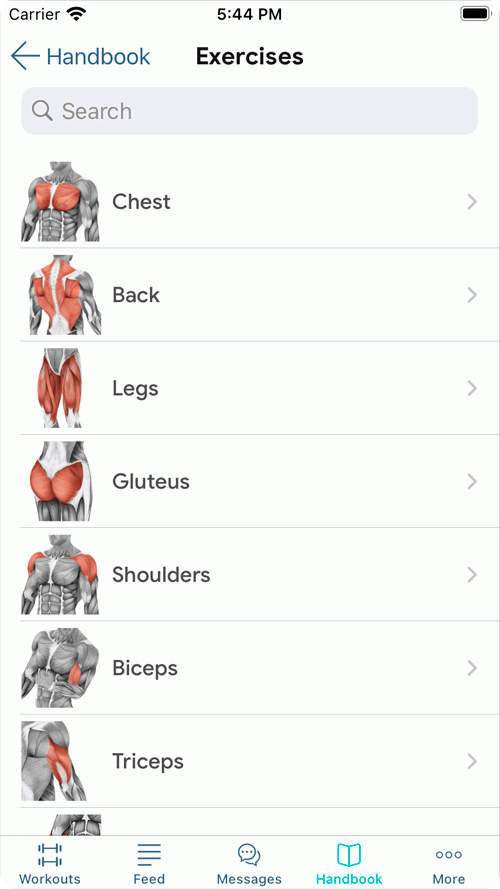 Carrier 5:44 PM
Handbook Exercises
Search
Chest
Back
Legs
Gluteus
Shoulders
Biceps
Triceps
Workouts Feed Messages Handbook More